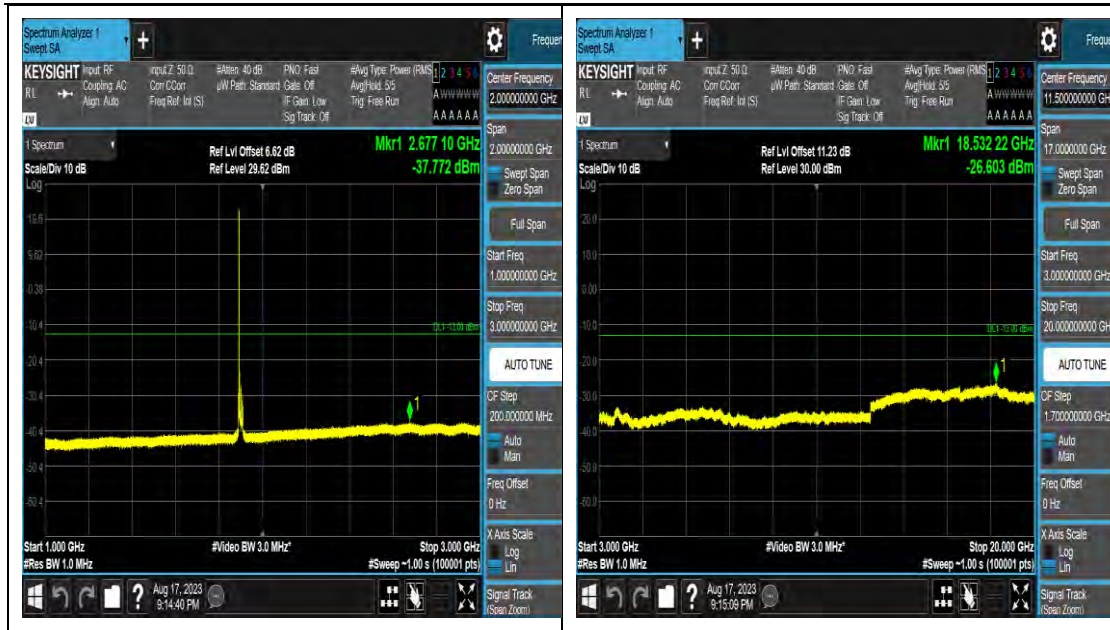 Spectrum Analyzer 1
Swept SA
Frequen
KEYSIGHT
RL
Input: RF
Coupling: AC
Align: Auto
Input Z: 50 Ω
Corr CCorr
Freq Ref: Int (S)
#Atten: 40 dB
µW Path: Standard
PNO: Fast
Gate: Off
IF Gain: Low
Sig Track: Off
#Avg Type: Power (RMS
Avg|Hold: 5/5
Trig: Free Run
1 2 3 4 5 6
A W W W W W
A A A A A A
LW
1 Spectrum
Scale/Div 10 dB
Log
Ref Lvl Offset 6.62 dB
Ref Level 29.62 dBm
Mkr1 2.677 10 GHz
-37.772 dBm
19.6
9.62
-0.38
-10.4
-20.4
-30.4
-40.4
-50.4
-60.4
DL1 -13.00 dBm
1
Start 1.000 GHz
#Res BW 1.0 MHz
#Video BW 3.0 MHz*
Stop 3.000 GHz
#Sweep ~1.00 s (100001 pts)
Center Frequency
2.000000000 GHz
Span
2.00000000 GHz
Swept Span
Zero Span
Full Span
Start Freq
1.000000000 GHz
Stop Freq
3.000000000 GHz
AUTO TUNE
CF Step
200.000000 MHz
Auto
Man
Freq Offset
0 Hz
X Axis Scale
Log
Lin
Signal Track
(Span Zoom)
?
Aug 17, 2023
9:14:40 PM
Spectrum Analyzer 1
Swept SA
Freque
KEYSIGHT
RL
Input: RF
Coupling: AC
Align: Auto
Input Z: 50 Ω
Corr CCorr
Freq Ref: Int (S)
#Atten: 40 dB
µW Path: Standard
PNO: Fast
Gate: Off
IF Gain: Low
Sig Track: Off
#Avg Type: Power (RMS
Avg|Hold: 5/5
Trig: Free Run
1 2 3 4 5 6
A W W W W W
A A A A A A
LW
1 Spectrum
Scale/Div 10 dB
Log
Ref Lvl Offset 11.23 dB
Ref Level 30.00 dBm
Mkr1 18.532 22 GHz
-26.603 dBm
20.0
10.0
0.00
-10.0
-20.0
-30.0
-40.0
-50.0
-60.0
DL1 -13.00 dBm
1
Start 3.000 GHz
#Res BW 1.0 MHz
#Video BW 3.0 MHz*
Stop 20.000 GHz
#Sweep ~1.00 s (100001 pts)
Center Frequency
11.500000000 GHz
Span
17.0000000 GHz
Swept Span
Zero Span
Full Span
Start Freq
3.000000000 GHz
Stop Freq
20.000000000 GH
AUTO TUNE
CF Step
1.700000000 GHz
Auto
Man
Freq Offset
0 Hz
X Axis Scale
Log
Lin
Signal Track
(Span Zoom)
?
Aug 17, 2023
9:15:09 PM